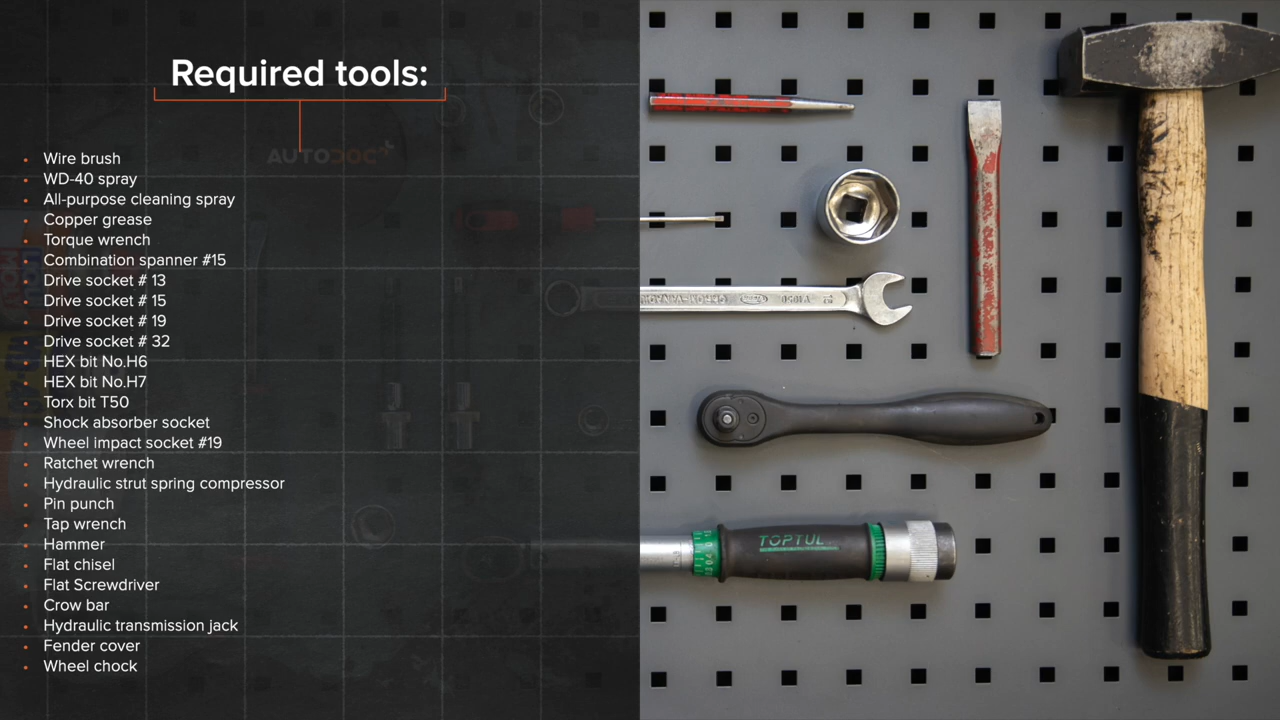 Required tools:
AUTODOC
Wire brush
WD-40 spray
All-purpose cleaning spray
Copper grease
Torque wrench
Combination spanner #15
Drive socket # 13
Drive socket # 15
Drive socket # 19
Drive socket # 32
HEX bit No.H6
HEX bit No.H7
Torx bit T50
Shock absorber socket
Wheel impact socket #19
Ratchet wrench
Hydraulic strut spring compressor
Pin punch
Tap wrench
Hammer
Flat chisel
Flat Screwdriver
Crow bar
Hydraulic transmission jack
Fender cover
Wheel chock
TOPTUL